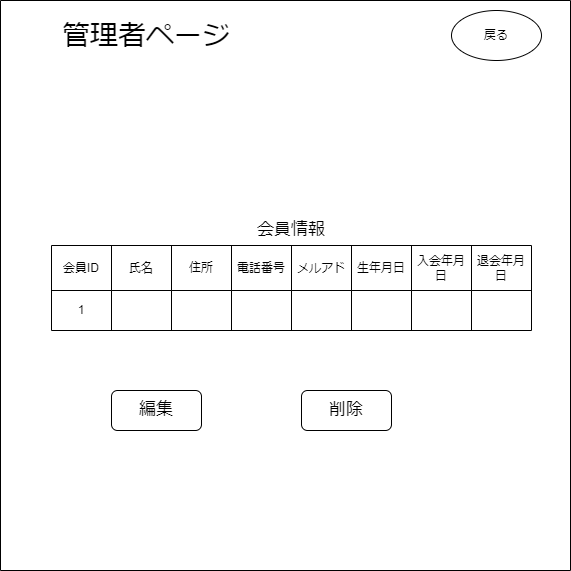 管理者ページ
戻る
会員情報
会員ID 氏名 住所 電話番号 メルアド 生年月日 入会年月日 退会年月日
1
編集 削除